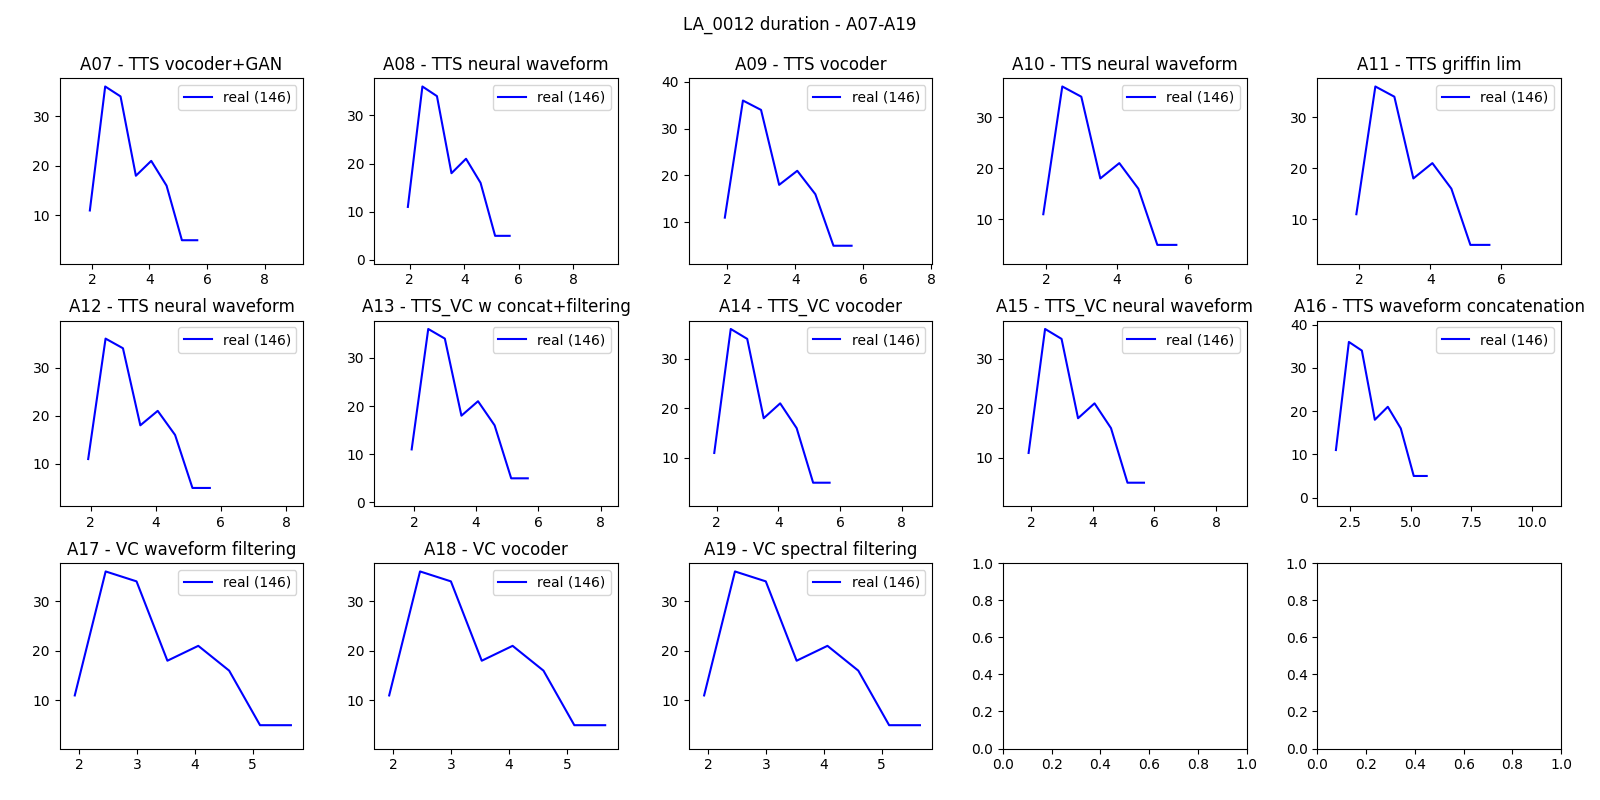 LA_0012 duration - A07-A19
A07 - TTS vocoder+GAN
A08 - TTS neural waveform
A09 - TTS vocoder
A10 - TTS neural waveform
A11 - TTS griffin lim
real (146)
real (146)
real (146)
real (146)
real (146)
30
20
10
2 4 6 8
30
20
10
0
2 4 6 8
40
30
20
10
2 4 6 8
30
20
10
2 4 6
30
20
10
2 4 6
A12 - TTS neural waveform
A13 - TTS_VC w concat+filtering
A14 - TTS_VC vocoder
A15 - TTS_VC neural waveform
A16 - TTS waveform concatenation
real (146)
real (146)
real (146)
real (146)
real (146)
30
20
10
2 4 6 8
30
20
10
0
2 4 6 8
30
20
10
2 4 6 8
30
20
10
2 4 6 8
40
30
20
10
0
2.5 5.0 7.5 10.0
A17 - VC waveform filtering
A18 - VC vocoder
A19 - VC spectral filtering
real (146)
real (146)
real (146)
30
20
10
2 3 4 5
30
20
10
2 3 4 5
30
20
10
2 3 4 5
1.0
0.8
0.6
0.4
0.2
0.0
0.0 0.2 0.4 0.6 0.8 1.0
1.0
0.8
0.6
0.4
0.2
0.0
0.0 0.2 0.4 0.6 0.8 1.0